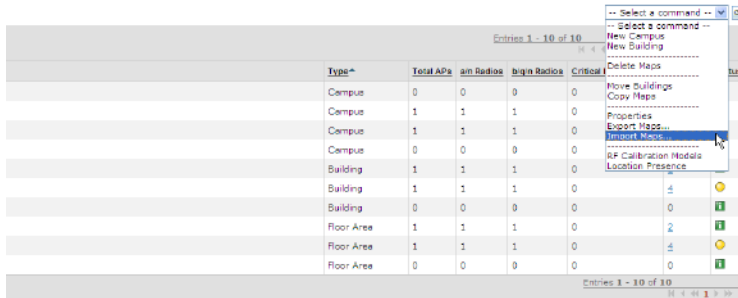 -- Select a command --
-- Select a command --
New Campus
Entries 1 - 10 of 10
New Building
Delete Maps
Move Buildings
Copy Maps
Type Total APs a/n Radios b/g/n Radios Critical
Campus 0 0 0 0
Properties
Campus 1 1 1 0
Export Maps...
Import Maps...
Campus 1 1 1 0
Campus 0 0 0 0
RF Calibration Models
Location Presence
Building 1 1 1 0
Building 1 1 1 0 4
Building 0 0 0 0 0
Floor Area 1 1 1 0 2
Floor Area 1 1 1 0 4
Floor Area 0 0 0 0 0
Entries 1 - 10 of 10
1